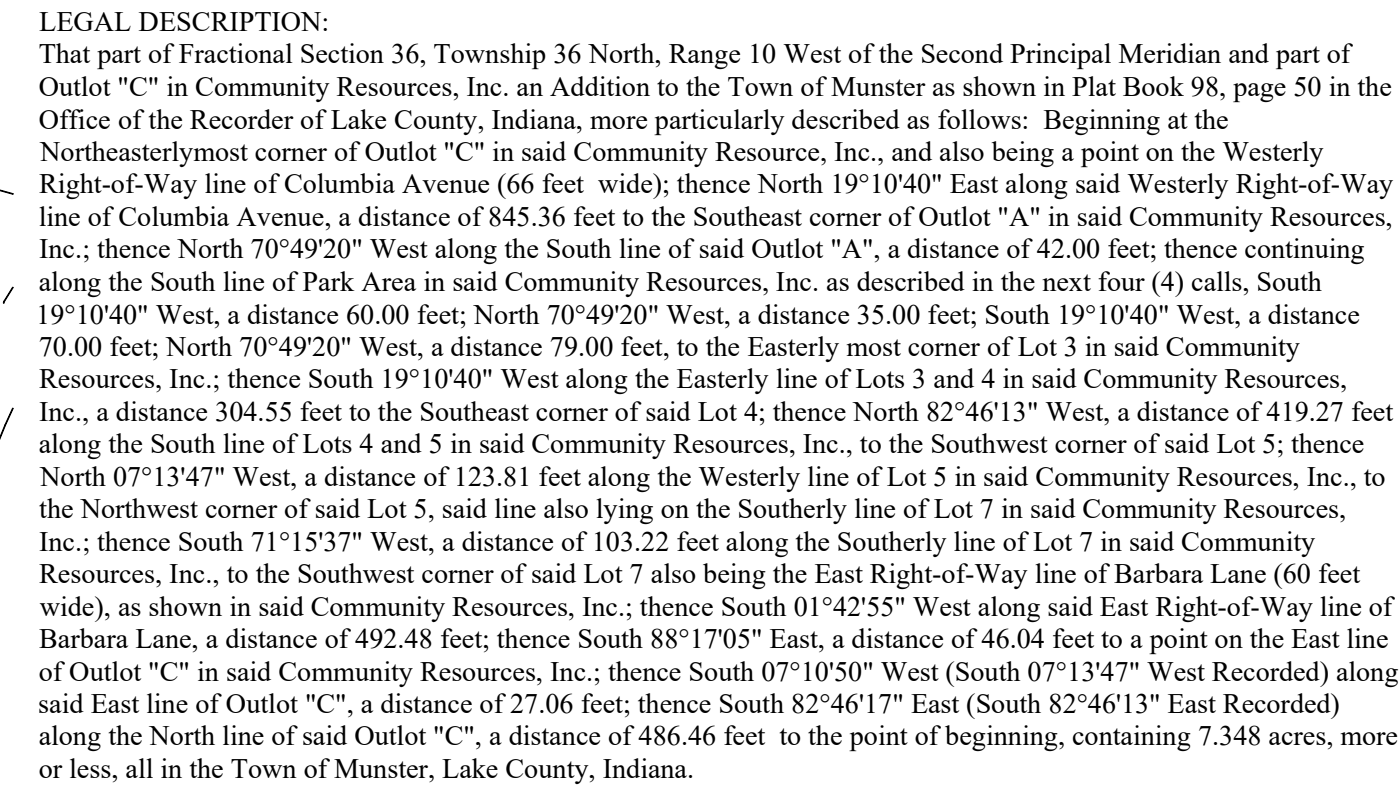 LEGAL DESCRIPTION:
That part of Fractional Section 36, Township 36 North, Range 10 West of the Second Principal Meridian and part of
Outlot "C" in Community Resources, Inc. an Addition to the Town of Munster as shown in Plat Book 98, page 50 in the
Office of the Recorder of Lake County, Indiana, more particularly described as follows:  Beginning at the
Northeasterlymost corner of Outlot "C" in said Community Resource, Inc., and also being a point on the Westerly
Right-of-Way line of Columbia Avenue (66 feet  wide); thence North 19°10'40" East along said Westerly Right-of-Way
line of Columbia Avenue, a distance of 845.36 feet to the Southeast corner of Outlot "A" in said Community Resources,
Inc.; thence North 70°49'20" West along the South line of said Outlot "A", a distance of 42.00 feet; thence continuing
along the South line of Park Area in said Community Resources, Inc. as described in the next four (4) calls, South
19°10'40" West, a distance 60.00 feet; North 70°49'20" West, a distance 35.00 feet; South 19°10'40" West, a distance
70.00 feet; North 70°49'20" West, a distance 79.00 feet, to the Easterly most corner of Lot 3 in said Community
Resources, Inc.; thence South 19°10'40" West along the Easterly line of Lots 3 and 4 in said Community Resources,
Inc., a distance 304.55 feet to the Southeast corner of said Lot 4; thence North 82°46'13" West, a distance of 419.27 feet
along the South line of Lots 4 and 5 in said Community Resources, Inc., to the Southwest corner of said Lot 5; thence
North 07°13'47" West, a distance of 123.81 feet along the Westerly line of Lot 5 in said Community Resources, Inc., to
the Northwest corner of said Lot 5, said line also lying on the Southerly line of Lot 7 in said Community Resources,
Inc.; thence South 71°15'37" West, a distance of 103.22 feet along the Southerly line of Lot 7 in said Community
Resources, Inc., to the Southwest corner of said Lot 7 also being the East Right-of-Way line of Barbara Lane (60 feet
wide), as shown in said Community Resources, Inc.; thence South 01°42'55" West along said East Right-of-Way line of
Barbara Lane, a distance of 492.48 feet; thence South 88°17'05" East, a distance of 46.04 feet to a point on the East line
of Outlot "C" in said Community Resources, Inc.; thence South 07°10'50" West (South 07°13'47" West Recorded) along
said East line of Outlot "C", a distance of 27.06 feet; thence South 82°46'17" East (South 82°46'13" East Recorded)
along the North line of said Outlot "C", a distance of 486.46 feet  to the point of beginning, containing 7.348 acres, more
or less, all in the Town of Munster, Lake County, Indiana.